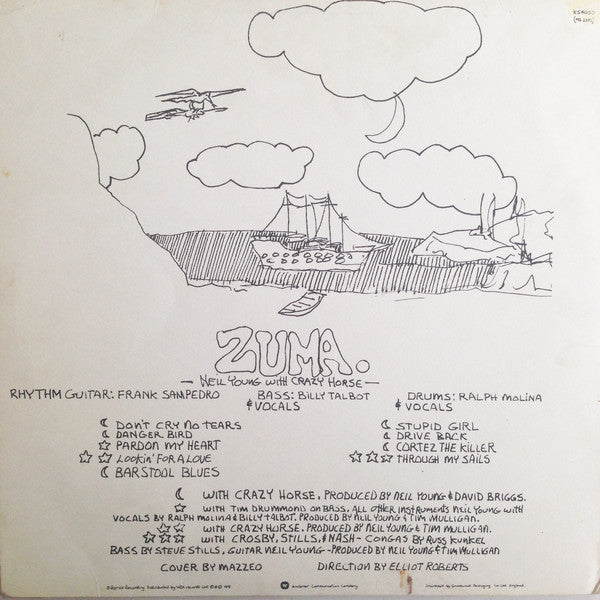 K54057
ZUMA.
— NEIL YOUNG WITH CRAZY HORSE —
RHYTHM GUITAR: FRANK SAMPEDRO BASS: BILLY TALBOT DRUMS: RALPH MOLINA
& VOCALS & VOCALS
DON'T CRY NO TEARS
DANGER BIRD
PARDON MY HEART
LOOKIN' FOR A LOVE
BARSTOOL BLUES
STUPID GIRL
DRIVE BACK
CORTEZ THE KILLER
THROUGH MY SAILS
WITH CRAZY HORSE, PRODUCED BY NEIL YOUNG & DAVID BRIGGS.
WITH TIM DRUMMOND ON BASS, ALL OTHER INSTRUMENTS NEIL YOUNG WITH
VOCALS BY RALPH MOLINA & BILLY TALBOT. PRODUCED BY NEIL YOUNG & TIM MULLIGAN.
WITH CRAZY HORSE. PRODUCED BY NEIL YOUNG & TIM MULLIGAN.
WITH CROSBY, STILLS, & NASH - CONGAS BY RUSS KUNKEL
BASS BY STEVE STILLS, GUITAR NEIL YOUNG - PRODUCED BY NEIL YOUNG & TIM MULLIGAN
COVER BY MAZZEO DIRECTION BY ELLIOT ROBERTS